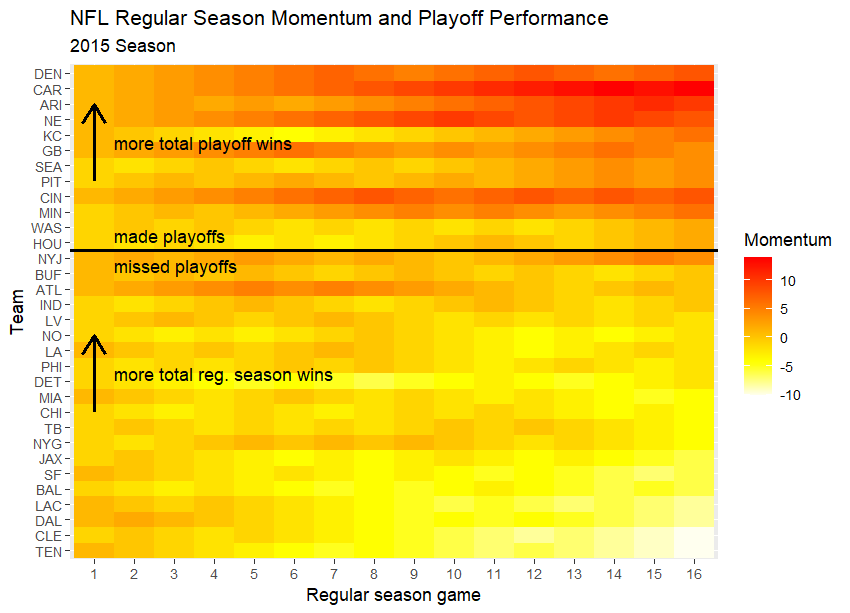 NFL Regular Season Momentum and Playoff Performance
2015 Season
Team
DEN
CAR
ARI
NE
KC
GB
SEA
PIT
CIN
MIN
WAS
HOU
NYJ
BUF
ATL
IND
LV
NO
LA
PHI
DET
MIA
CHI
TB
NYG
JAX
SF
BAL
LAC
DAL
CLE
TEN
more total playoff wins
made playoffs
missed playoffs
more total reg. season wins
1 2 3 4 5 6 7 8 9 10 11 12 13 14 15 16
Regular season game
Momentum
10
5
0
-5
-10